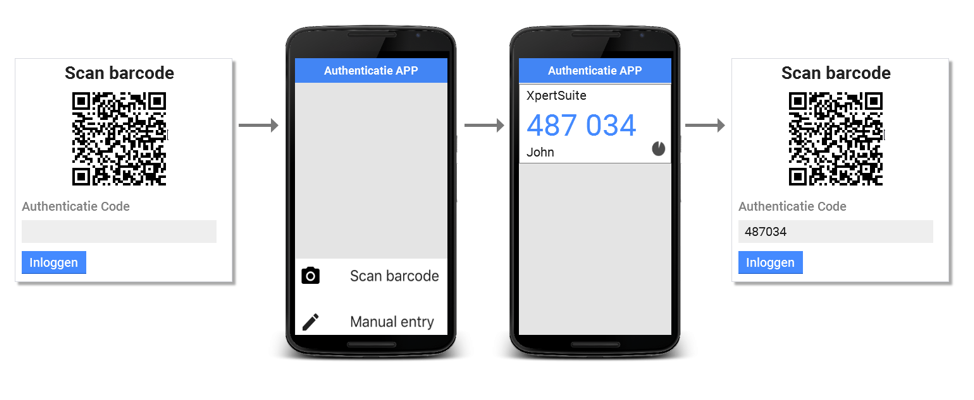 Scan barcode
Authenticatie Code
Inloggen
Authenticatie APP
Scan barcode
Manual entry
Authenticatie APP
XpertSuite
487 034
John
Scan barcode
Authenticatie Code
487034
Inloggen